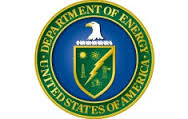 DEPARTMENT OF ENERGY
UNITED STATES OF AMERICA